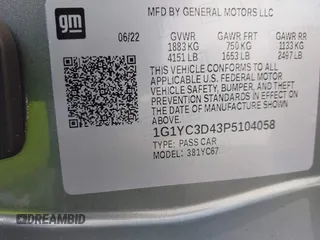 MFD BY GENERAL MOTORS LLC
gm
06/22 GVWR GAWR FRT GAWR RR
1883 KG 750 KG 1133 KG
4151 LB 1653 LB 2497 LB
THIS VEHICLE CONFORMS TO ALL APPLICABLE U.S. FEDERAL MOTOR
VEHICLE SAFETY, BUMPER, AND THEFT
PREVENTION STANDARDS IN EFFECT ON
THE DATE OF MANUFACTURE SHOWN
ABOVE.
1G1YC3D43P5104058
TYPE: PASS CAR
MODEL: 381YC67
DREAMBID